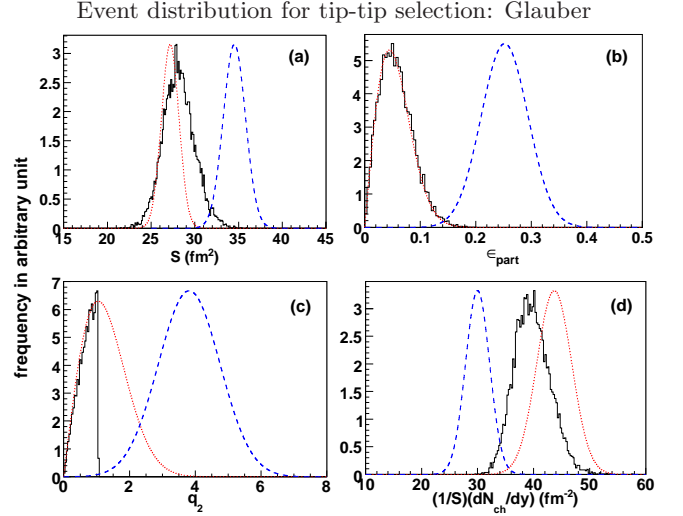 Event distribution for tip-tip selection: Glauber
frequency in arbitrary unit
(a)
3
2.5
2
1.5
1
0.5
0
15 20 25 30 35 40 45
S (fm²)
(b)
5
4
3
2
1
0
0 0.1 0.2 0.3 0.4 0.5
∈part
(c)
7
6
5
4
3
2
1
0
0 2 4 6 8
q₂
(d)
3
2.5
2
1.5
1
0.5
0
10 20 30 40 50 60
(1/S)(dN_ch/dy) (fm⁻²)